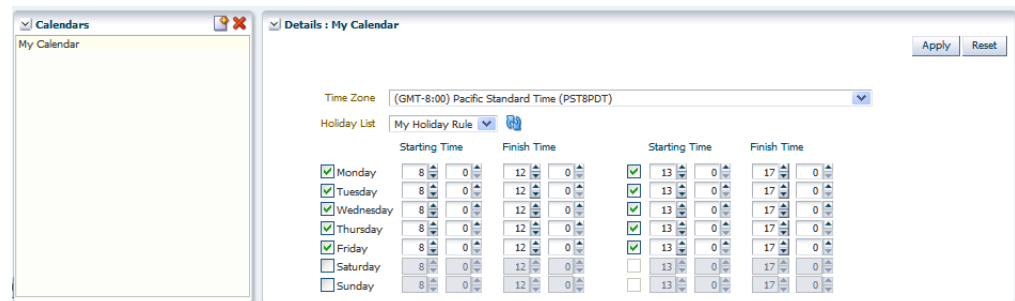 Calendars
My Calendar
Details : My Calendar
Apply Reset
Time Zone (GMT-8:00) Pacific Standard Time (PST8PDT)
Holiday List My Holiday Rule
Starting Time Finish Time Starting Time Finish Time
Monday 8 0 12 0 13 0 17 0
Tuesday 8 0 12 0 13 0 17 0
Wednesday 8 0 12 0 13 0 17 0
Thursday 8 0 12 0 13 0 17 0
Friday 8 0 12 0 13 0 17 0
Saturday 8 0 12 0 13 0 17 0
Sunday 8 0 12 0 13 0 17 0